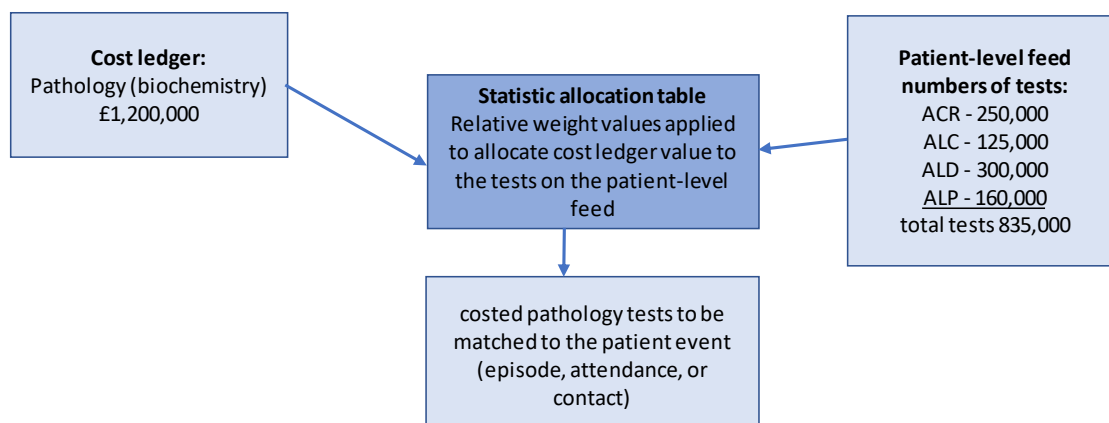 Cost ledger:
Pathology (biochemistry)
£1,200,000
Statistic allocation table
Relative weight values applied
to allocate cost ledger value to
the tests on the patient-level
feed
Patient-level feed
numbers of tests:
ACR - 250,000
ALC - 125,000
ALD - 300,000
ALP - 160,000
total tests 835,000
costed pathology tests to be
matched to the patient event
(episode, attendance, or
contact)